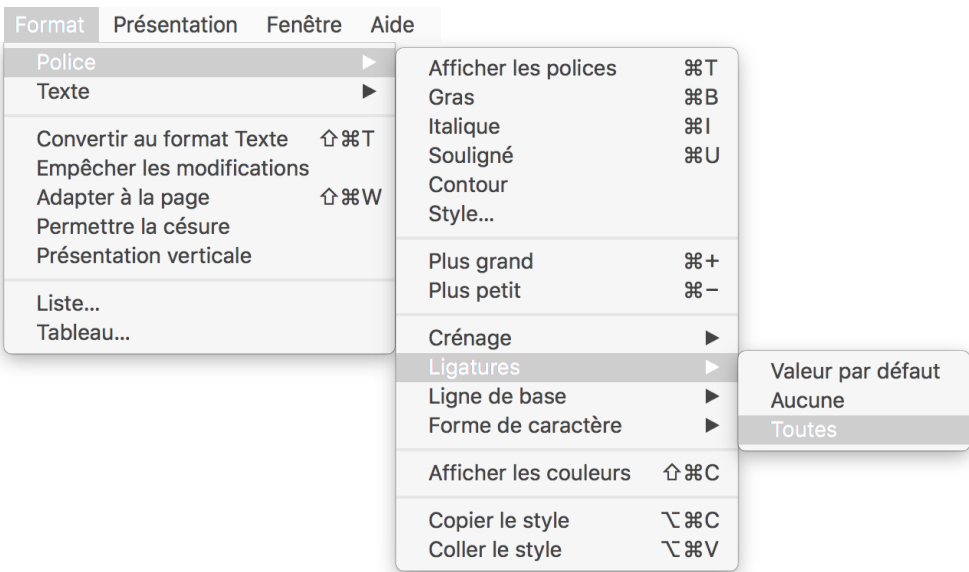 Format Présentation Fenêtre Aide
Police ▶
Texte ▶
Convertir au format Texte ⇧⌘T
Empêcher les modifications
Adapter à la page ⇧⌘W
Permettre la césure
Présentation verticale
Liste...
Tableau...
Afficher les polices ⌘T
Gras ⌘B
Italique ⌘I
Souligné ⌘U
Contour
Style...
Plus grand ⌘+
Plus petit ⌘−
Crénage ▶
Ligatures ▶
Ligne de base ▶
Forme de caractère ▶
Afficher les couleurs ⇧⌘C
Copier le style ⌥⌘C
Coller le style ⌥⌘V
Valeur par défaut
Aucune
Toutes